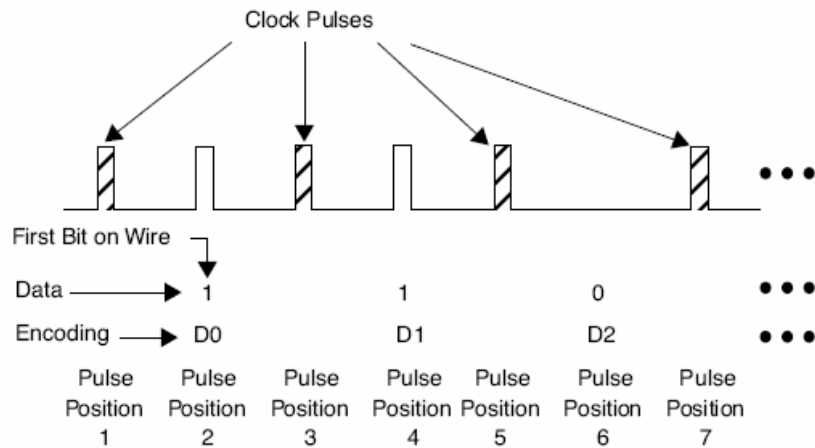 Clock Pulses
First Bit on Wire
Data 1 1 0
Encoding D0 D1 D2
Pulse Pulse Pulse Pulse Pulse Pulse Pulse
Position Position Position Position Position Position Position
1 2 3 4 5 6 7